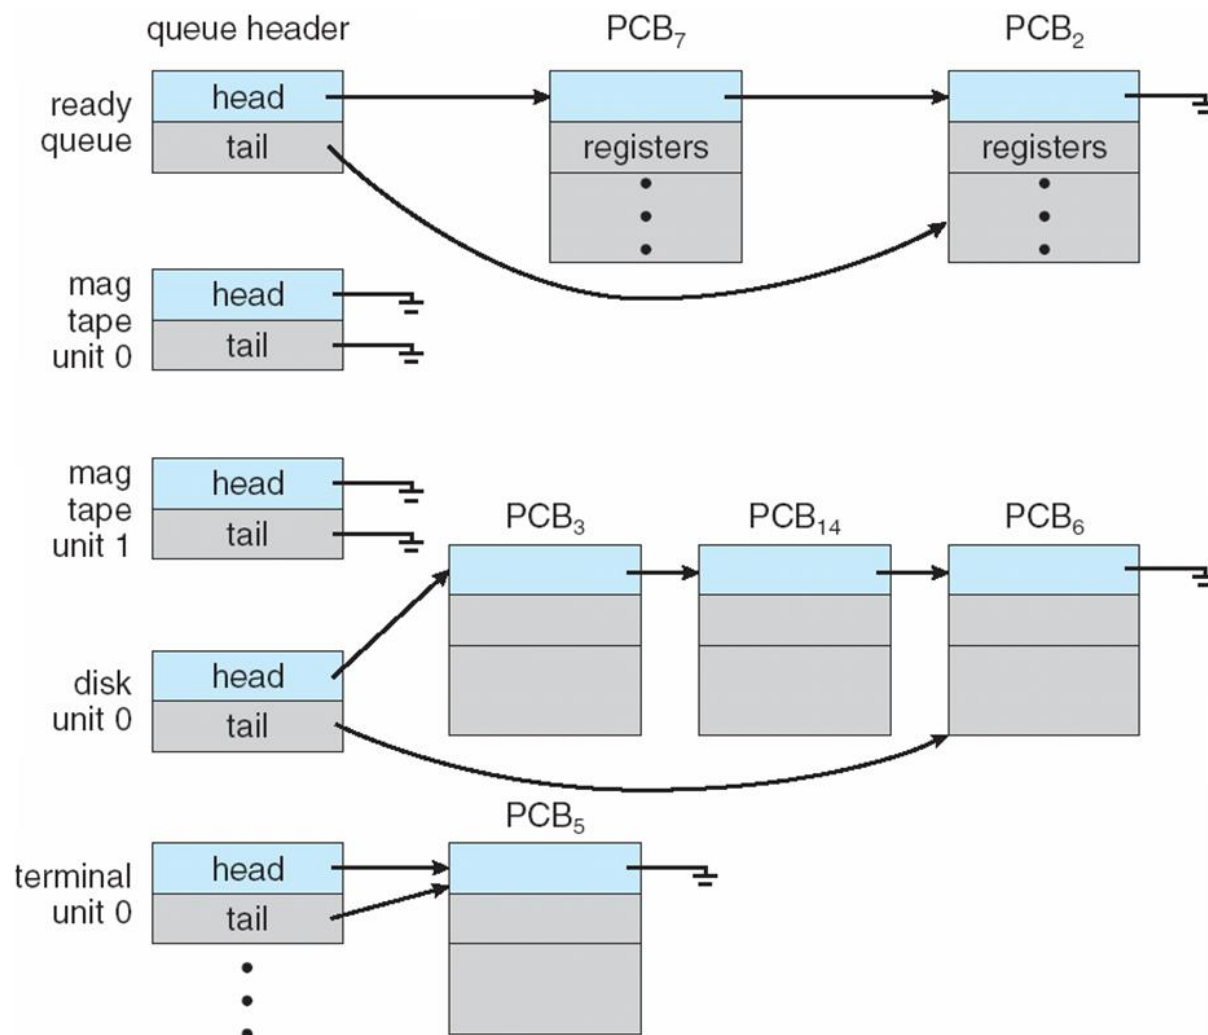 queue header
PCB₇
PCB₂
ready
queue
head
tail
registers
registers
mag
tape
unit 0
head
tail
mag
tape
unit 1
head
tail
PCB₃
PCB₁₄
PCB₆
disk
unit 0
head
tail
PCB₅
terminal
unit 0
head
tail